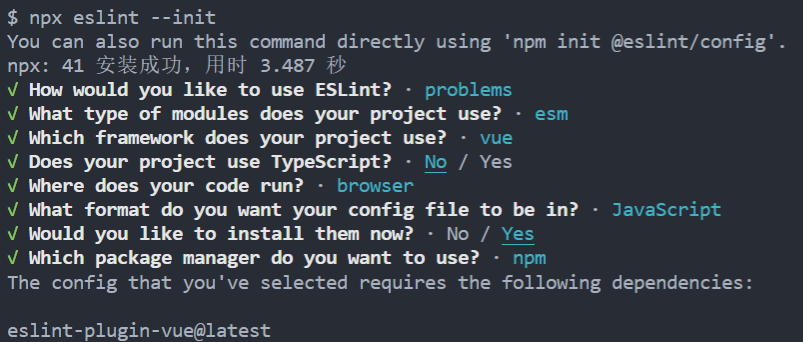 $ npx eslint --init
You can also run this command directly using 'npm init @eslint/config'.
npx: 41 安装成功，用时 3.487 秒
√ How would you like to use ESLint? · problems
√ What type of modules does your project use? · esm
√ Which framework does your project use? · vue
√ Does your project use TypeScript? · No / Yes
√ Where does your code run? · browser
√ What format do you want your config file to be in? · JavaScript
√ Would you like to install them now? · No / Yes
√ Which package manager do you want to use? · npm
The config that you've selected requires the following dependencies:
eslint-plugin-vue@latest